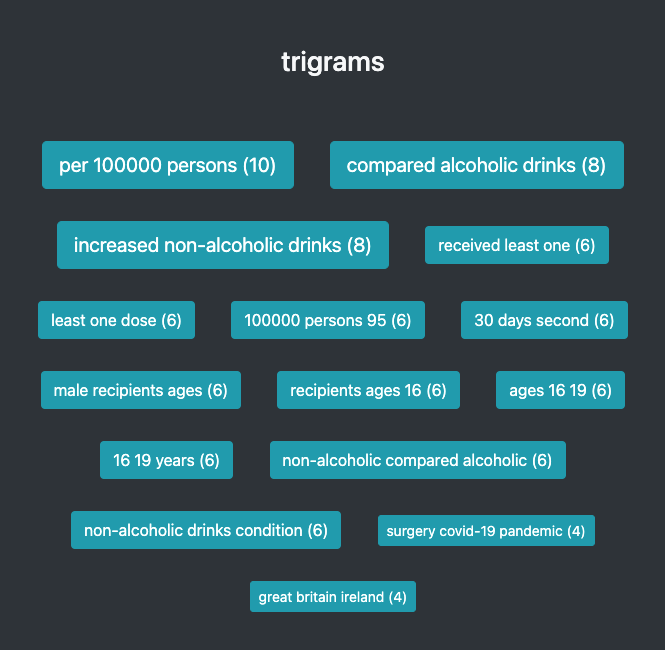 trigrams
per 100000 persons (10)
compared alcoholic drinks (8)
increased non-alcoholic drinks (8)
received least one (6)
least one dose (6)
100000 persons 95 (6)
30 days second (6)
male recipients ages (6)
recipients ages 16 (6)
ages 16 19 (6)
16 19 years (6)
non-alcoholic compared alcoholic (6)
non-alcoholic drinks condition (6)
surgery covid-19 pandemic (4)
great britain ireland (4)